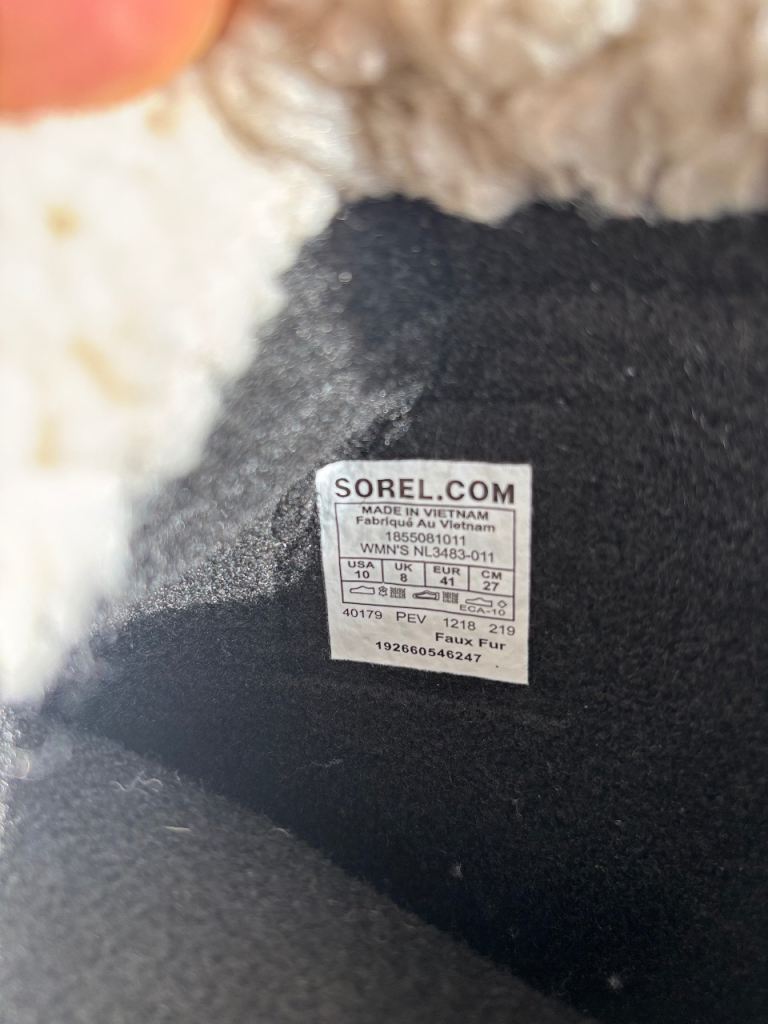 SOREL.COM
MADE IN VIETNAM
Fabriqué Au Vietnam
1855081011
WMN'S NL3483-011
USA UK EUR CM
10 8 41 27
ECA-10
40179 PEV 1218 219
Faux Fur
192660546247